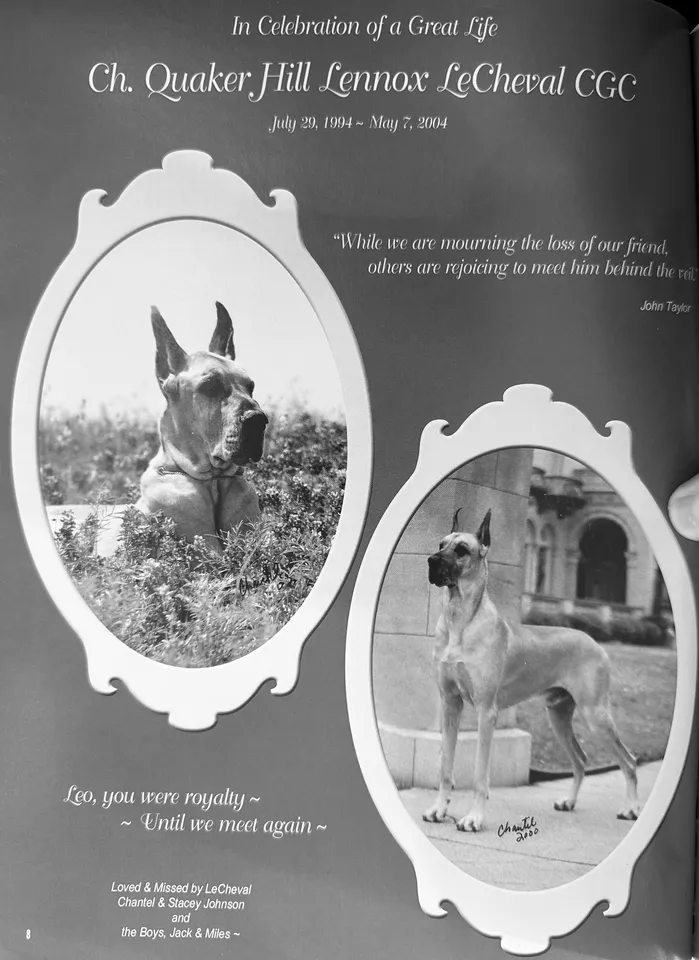 In Celebration of a Great Life
Ch. Quaker Hill Lennox LeCheval CGC
July 29, 1994 ~ May 7, 2004
"While we are mourning the loss of our friend,
others are rejoicing to meet him behind the veil."
John Taylor
Chantil
2000
Leo, you were royalty ~
~ Until we meet again ~
Loved & Missed by LeCheval
Chantel & Stacey Johnson
and
the Boys, Jack & Miles ~
8